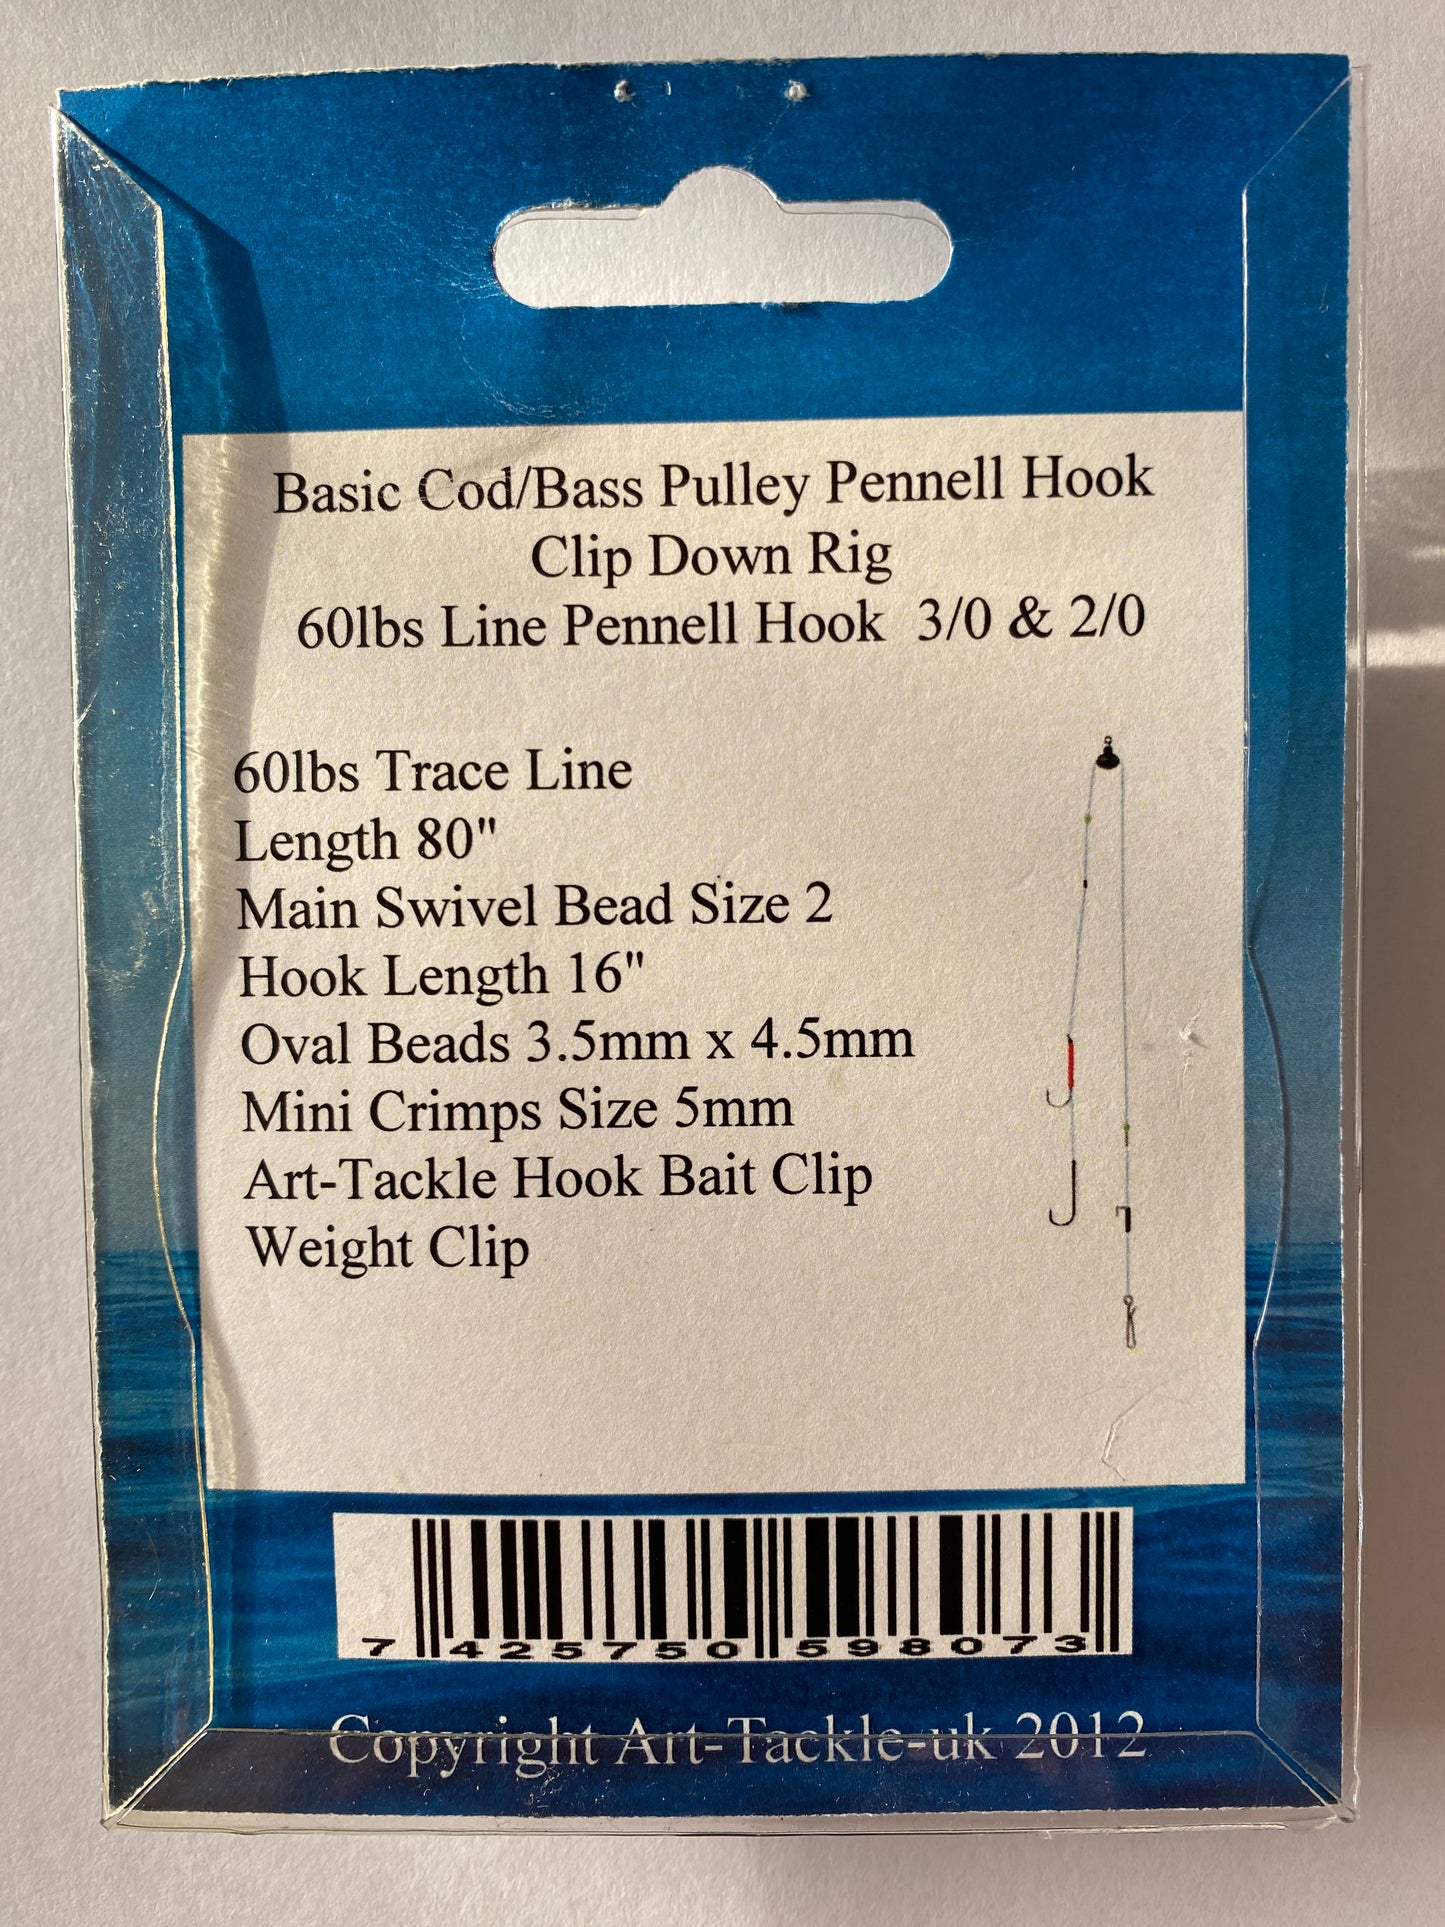 Basic Cod/Bass Pulley Pennell Hook
Clip Down Rig
60lbs Line Pennell Hook 3/0 & 2/0
60lbs Trace Line
Length 80"
Main Swivel Bead Size 2
Hook Length 16"
Oval Beads 3.5mm x 4.5mm
Mini Crimps Size 5mm
Art-Tackle Hook Bait Clip
Weight Clip
7 425750 598073
Copyright Art-Tackle-uk 2012